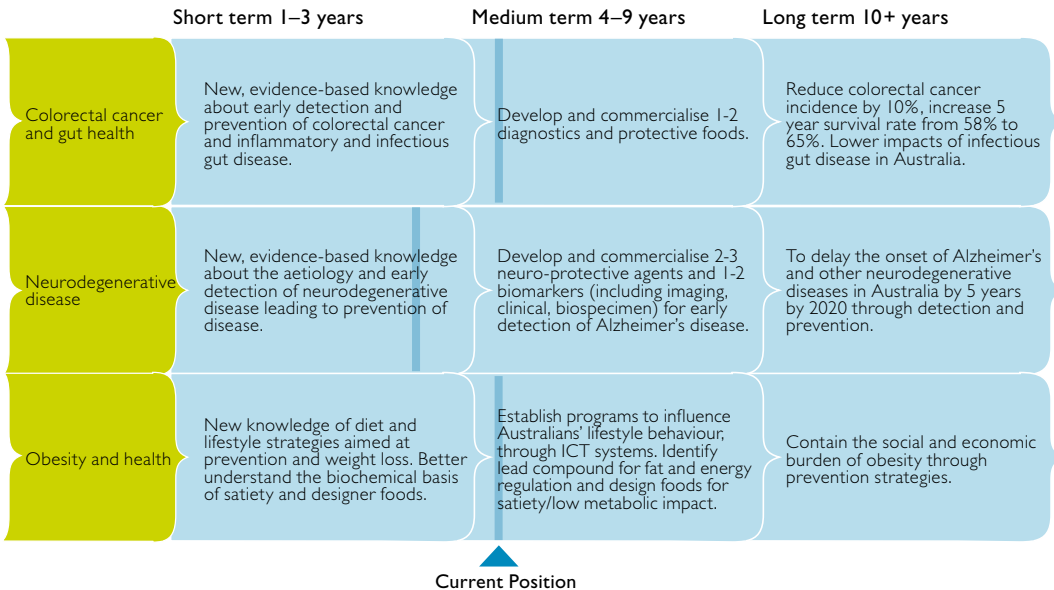 Short term 1–3 years
Medium term 4–9 years
Long term 10+ years
Colorectal cancer
and gut health
New, evidence-based knowledge
about early detection and
prevention of colorectal cancer
and inflammatory and infectious
gut disease.
Develop and commercialise 1-2
diagnostics and protective foods.
Reduce colorectal cancer
incidence by 10%, increase 5
year survival rate from 58% to
65%. Lower impacts of infectious
gut disease in Australia.
Neurodegenerative
disease
New, evidence-based knowledge
about the aetiology and early
detection of neurodegenerative
disease leading to prevention of
disease.
Develop and commercialise 2-3
neuro-protective agents and 1-2
biomarkers (including imaging,
clinical, biospecimen) for early
detection of Alzheimer’s disease.
To delay the onset of Alzheimer’s
and other neurodegenerative
diseases in Australia by 5 years
by 2020 through detection and
prevention.
Obesity and health
New knowledge of diet and
lifestyle strategies aimed at
prevention and weight loss. Better
understand the biochemical basis
of satiety and designer foods.
Establish programs to influence
Australians’ lifestyle behaviour,
through ICT systems. Identify
lead compound for fat and energy
regulation and design foods for
satiety/low metabolic impact.
Contain the social and economic
burden of obesity through
prevention strategies.
Current Position